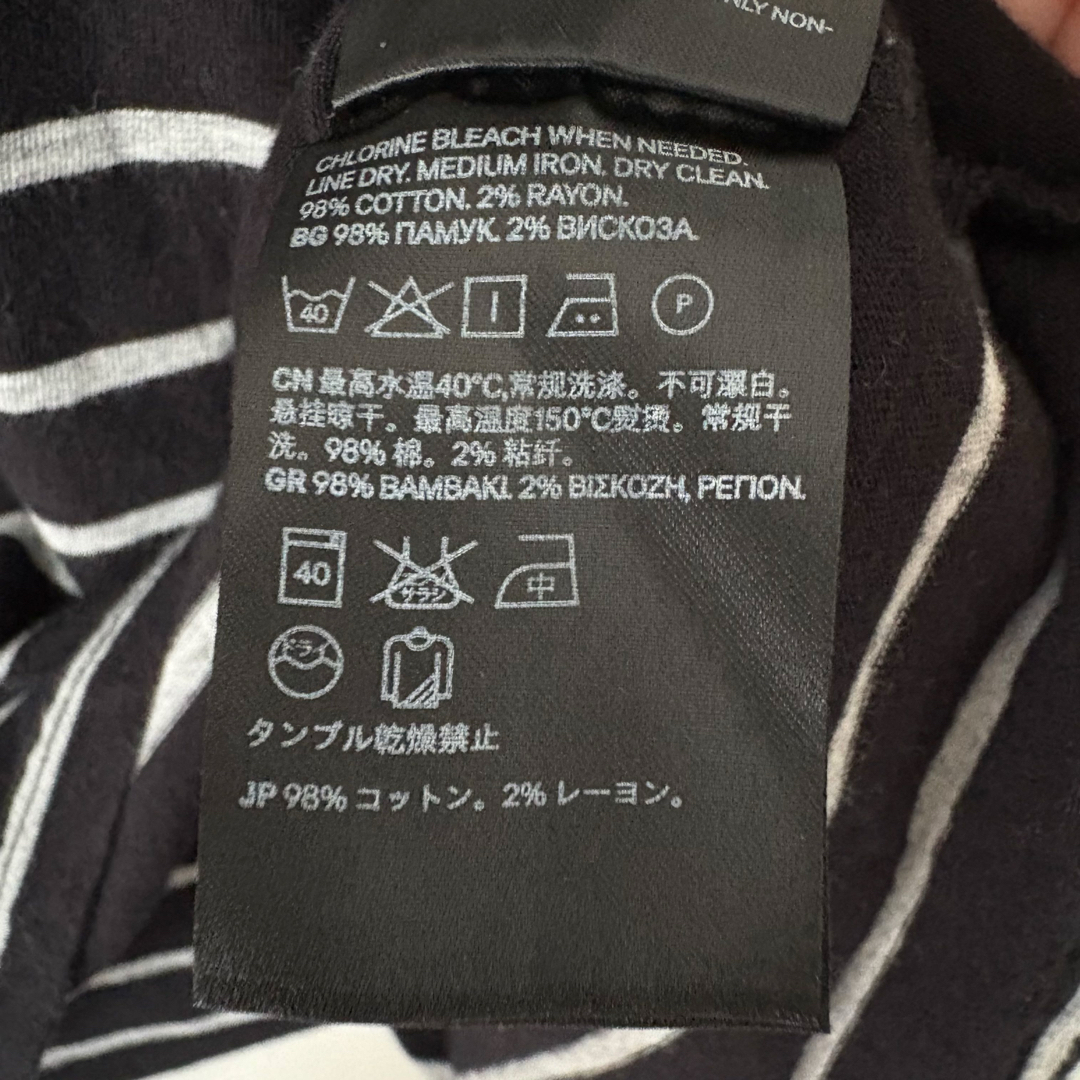 ONLY NON-
CHLORINE BLEACH WHEN NEEDED.
LINE DRY. MEDIUM IRON. DRY CLEAN.
98% COTTON. 2% RAYON.
BG 98% ПАМУК. 2% ВИСКОЗА.
40 P
CN 最高水温40°C,常规洗涤。不可漂白。
悬挂晾干。最高温度150°C熨烫。常规干
洗。98% 棉。2% 粘纤。
GR 98% ΒΑΜΒΑΚΙ. 2% ΒΙΣΚΟΖΗ, ΡΕΓΙΟΝ.
40 サラシ 中
ドライ
タンブル乾燥禁止
JP 98% コットン。2% レーヨン。